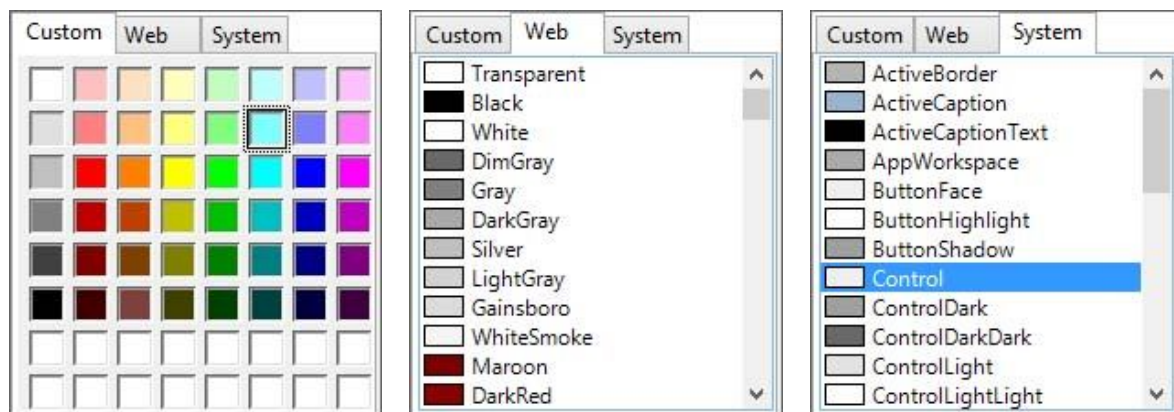 Custom Web System
Custom Web System
Transparent
Black
White
DimGray
Gray
DarkGray
Silver
LightGray
Gainsboro
WhiteSmoke
Maroon
DarkRed
Custom Web System
ActiveBorder
ActiveCaption
ActiveCaptionText
AppWorkspace
ButtonFace
ButtonHighlight
ButtonShadow
Control
ControlDark
ControlDarkDark
ControlLight
ControlLightLight